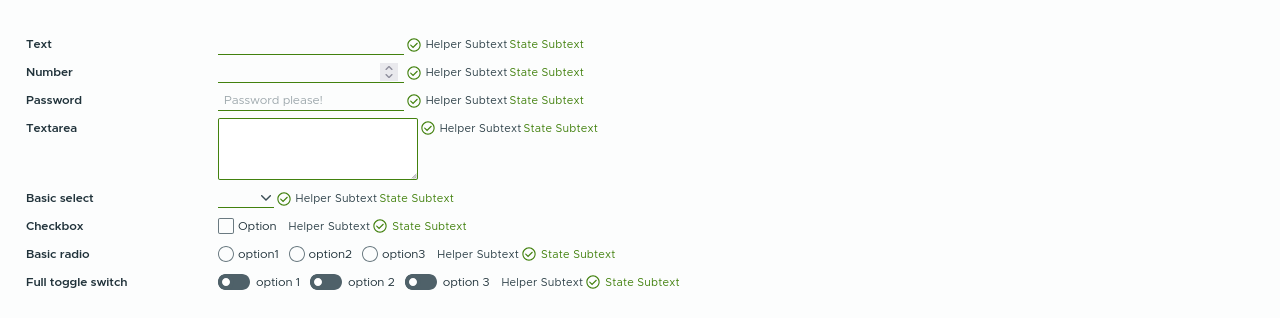 Text Helper Subtext State Subtext
Number Helper Subtext State Subtext
Password Password please! Helper Subtext State Subtext
Textarea Helper Subtext State Subtext
Basic select Helper Subtext State Subtext
Checkbox Option Helper Subtext State Subtext
Basic radio option1 option2 option3 Helper Subtext State Subtext
Full toggle switch option 1 option 2 option 3 Helper Subtext State Subtext